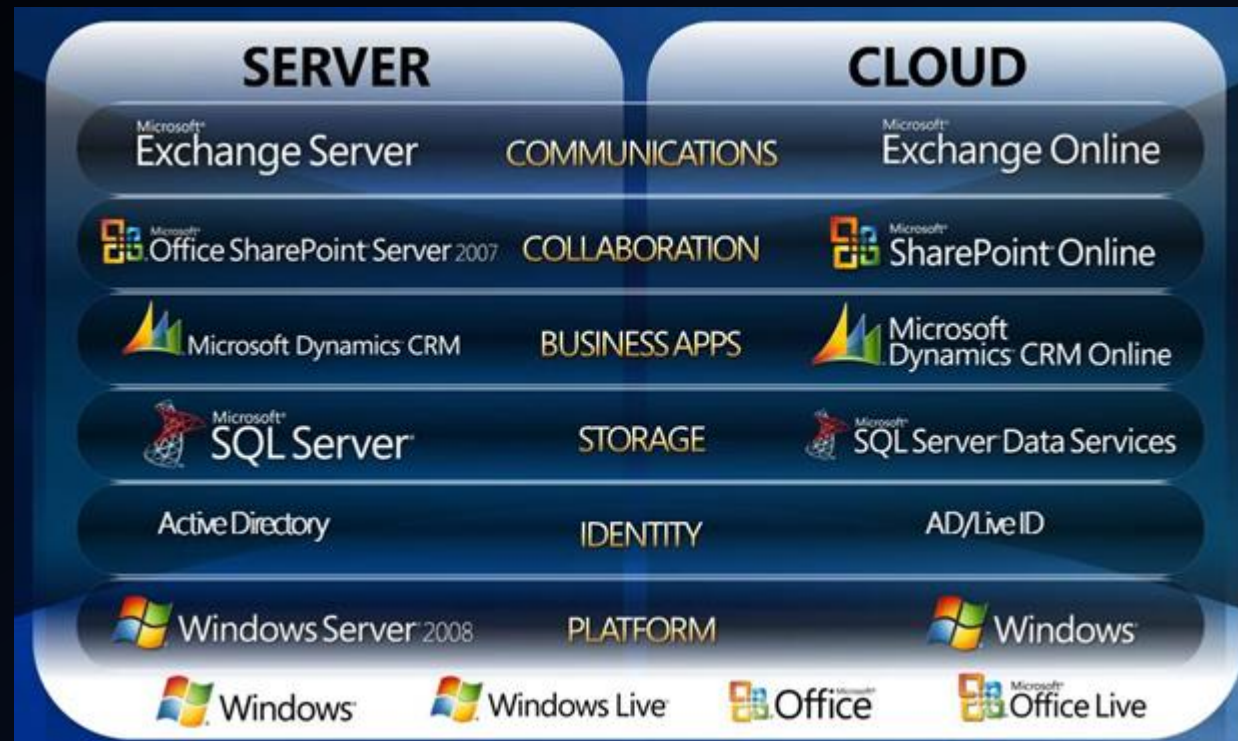 SERVER
CLOUD
Microsoft®
Exchange Server
COMMUNICATIONS
Microsoft®
Exchange Online
Microsoft®
Office SharePoint Server 2007
COLLABORATION
Microsoft®
SharePoint Online
Microsoft Dynamics CRM
BUSINESS APPS
Microsoft
Dynamics CRM Online
Microsoft®
SQL Server
STORAGE
Microsoft®
SQL Server Data Services
Active Directory
IDENTITY
AD/Live ID
Windows Server 2008
PLATFORM
Windows
Windows
Windows Live
Microsoft®
Office
Microsoft®
Office Live